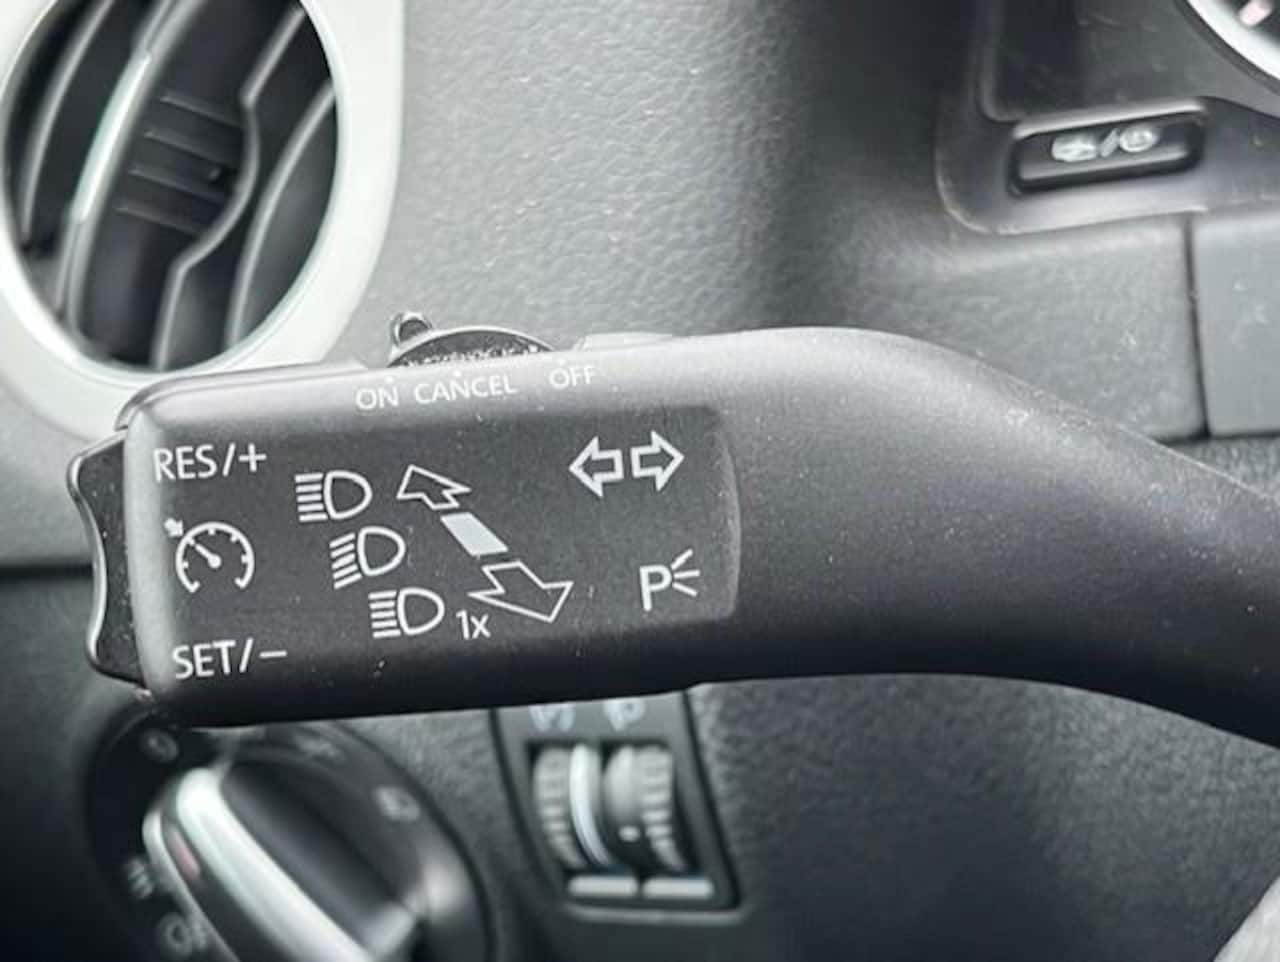 ON CANCEL OFF
RES/+
1x
P
SET/–